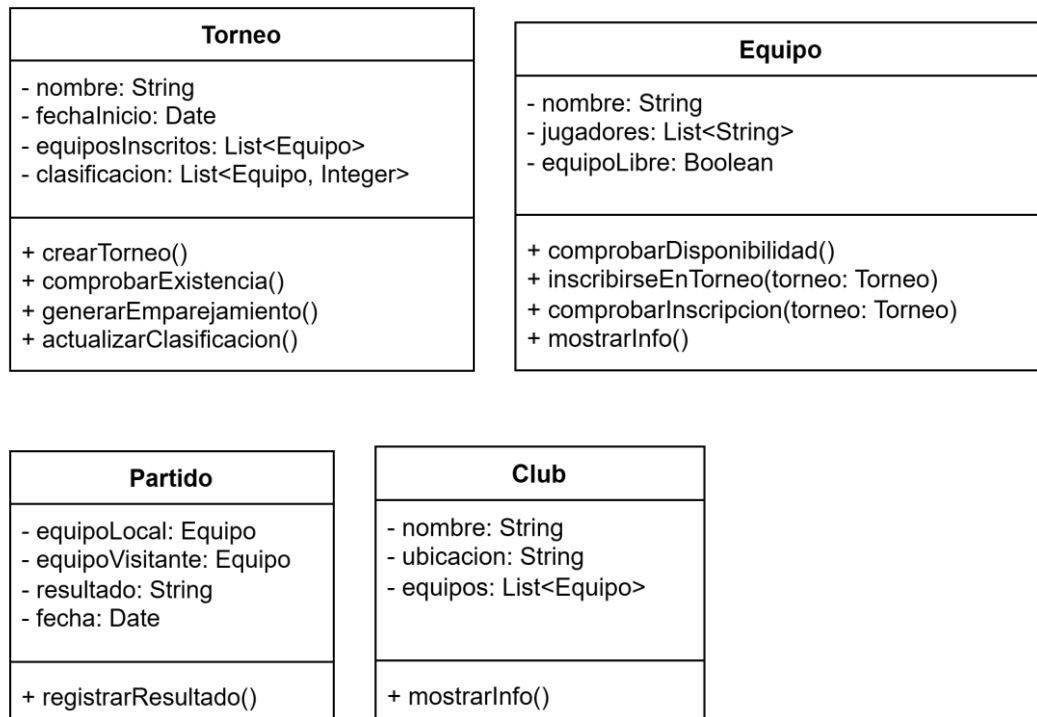 Torneo
- nombre: String
- fechaInicio: Date
- equiposInscritos: List<Equipo>
- clasificacion: List<Equipo, Integer>
+ crearTorneo()
+ comprobarExistencia()
+ generarEmparejamiento()
+ actualizarClasificacion()
Equipo
- nombre: String
- jugadores: List<String>
- equipoLibre: Boolean
+ comprobarDisponibilidad()
+ inscribirseEnTorneo(torneo: Torneo)
+ comprobarInscripcion(torneo: Torneo)
+ mostrarInfo()
Partido
- equipoLocal: Equipo
- equipoVisitante: Equipo
- resultado: String
- fecha: Date
+ registrarResultado()
Club
- nombre: String
- ubicacion: String
- equipos: List<Equipo>
+ mostrarInfo()